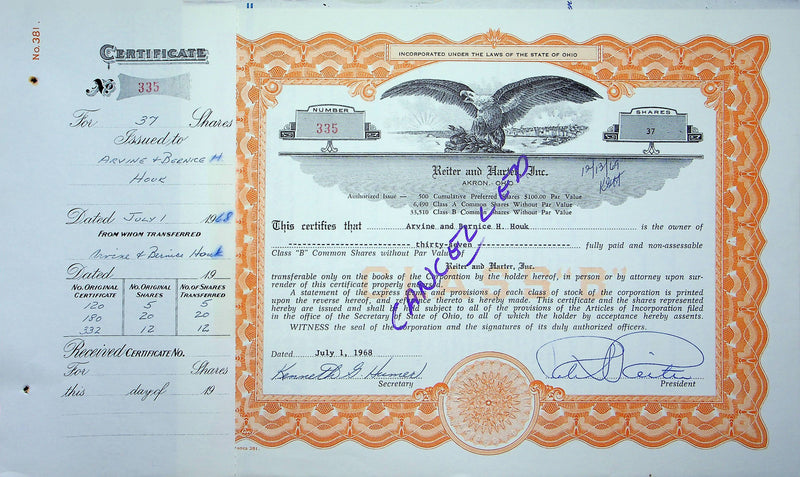 No. 381.
CERTIFICATE
No 335
For 37 Shares
Issued to
ARVINE & BERNICE H
HOUK
Dated JULY 1 1968
FROM WHOM TRANSFERRED
Arvine & Bernice Houk
Dated 19
NO. ORIGINAL CERTIFICATE NO. ORIGINAL SHARES NO. OF SHARES TRANSFERRED
120 5 5
180 20 20
332 12 12
Received CERTIFICATE NO.
For Shares
this day of 19
INCORPORATED UNDER THE LAWS OF THE STATE OF OHIO
NUMBER
335
SHARES
37
Reiter and Harter, Inc.
AKRON, OHIO
12/13/69
Authorized Issue — 500 Cumulative Preferred Shares $100.00 Par Value
6,490 Class A Common Shares Without Par Value
33,510 Class B Common Shares Without Par Value
This certifies that Arvine and Bernice H. Houk is the owner of
thirty-seven fully paid and non-assessable
Class "B" Common Shares without Par Value of
Reiter and Harter, Inc.
CLASS "B"
transferable only on the books of the Corporation by the holder hereof, in person or by attorney upon sur-
render of this certificate properly endorsed.
A statement of the express terms and provisions of each class of stock of the corporation is printed
upon the reverse hereof, and reference thereto is hereby made. This certificate and the shares represented
hereby are issued and shall be held subject to all of the provisions of the Articles of Incorporation filed
in the office of the Secretary of State of Ohio, to all of which the holder by acceptance hereby assents.
WITNESS the seal of the corporation and the signatures of its duly authorized officers.
CANCELLED
Dated July 1, 1968
Kenneth G Heimer
Secretary
President